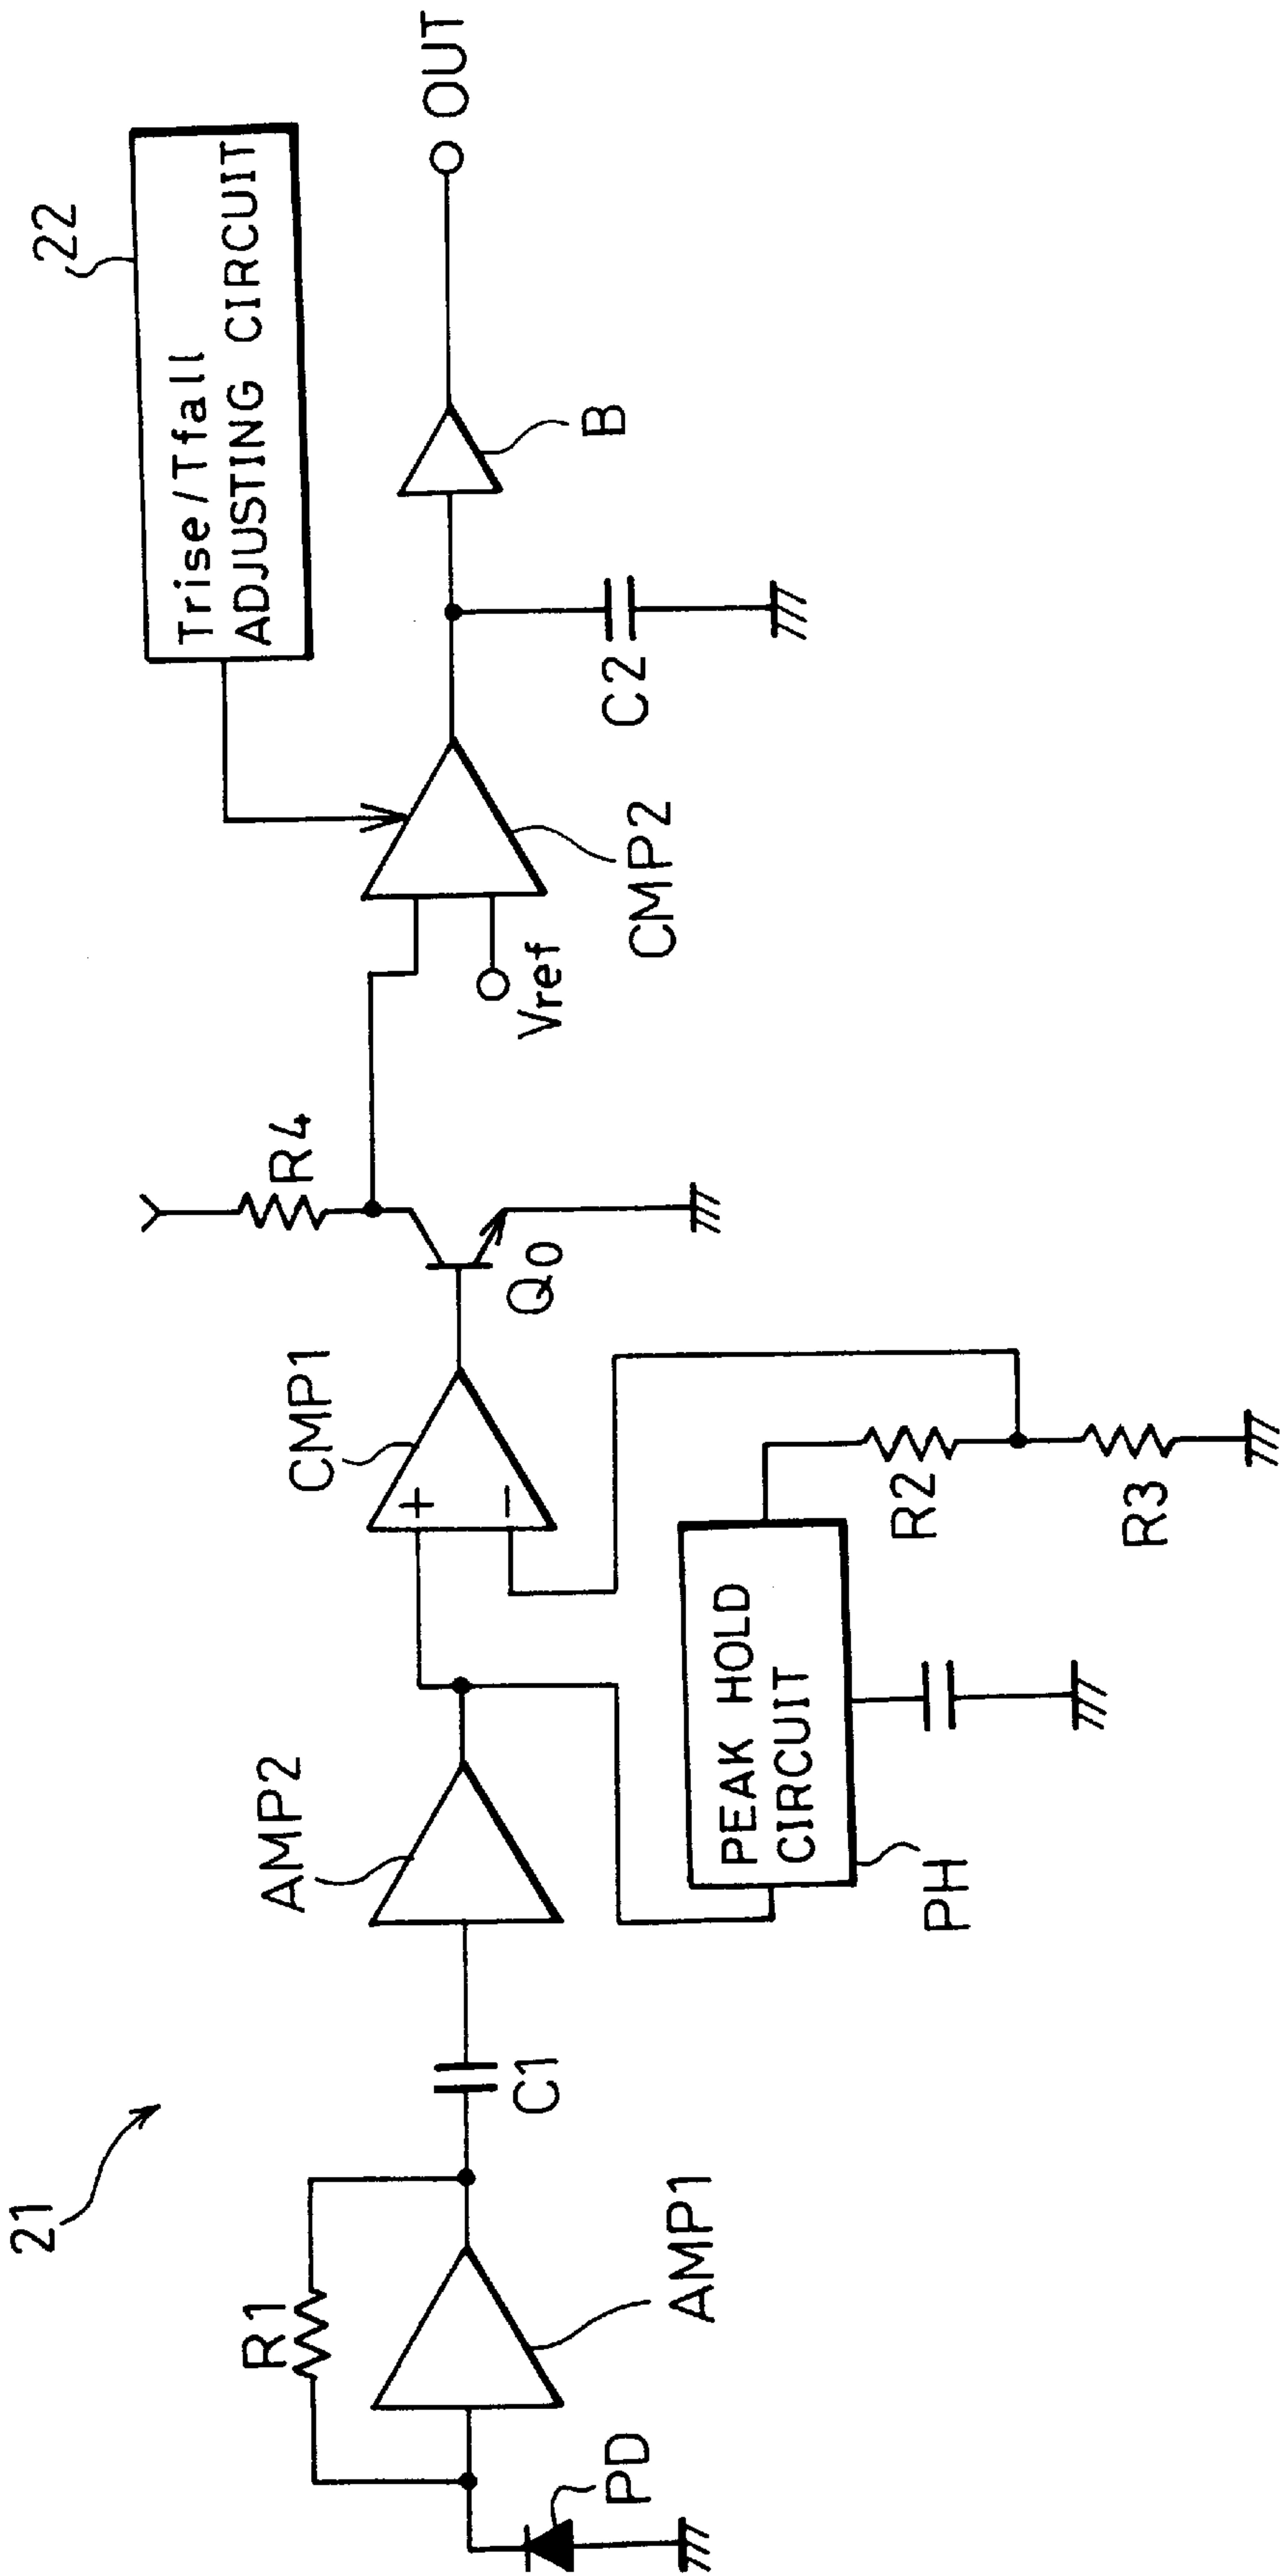 21
R1
PD
AMP1
C1
AMP2
PEAK HOLD
CIRCUIT
PH
CMP1
+
−
R2
R3
Q0
R4
Vref
CMP2
Trise/Tfall
ADJUSTING CIRCUIT
22
C2
B
OUT